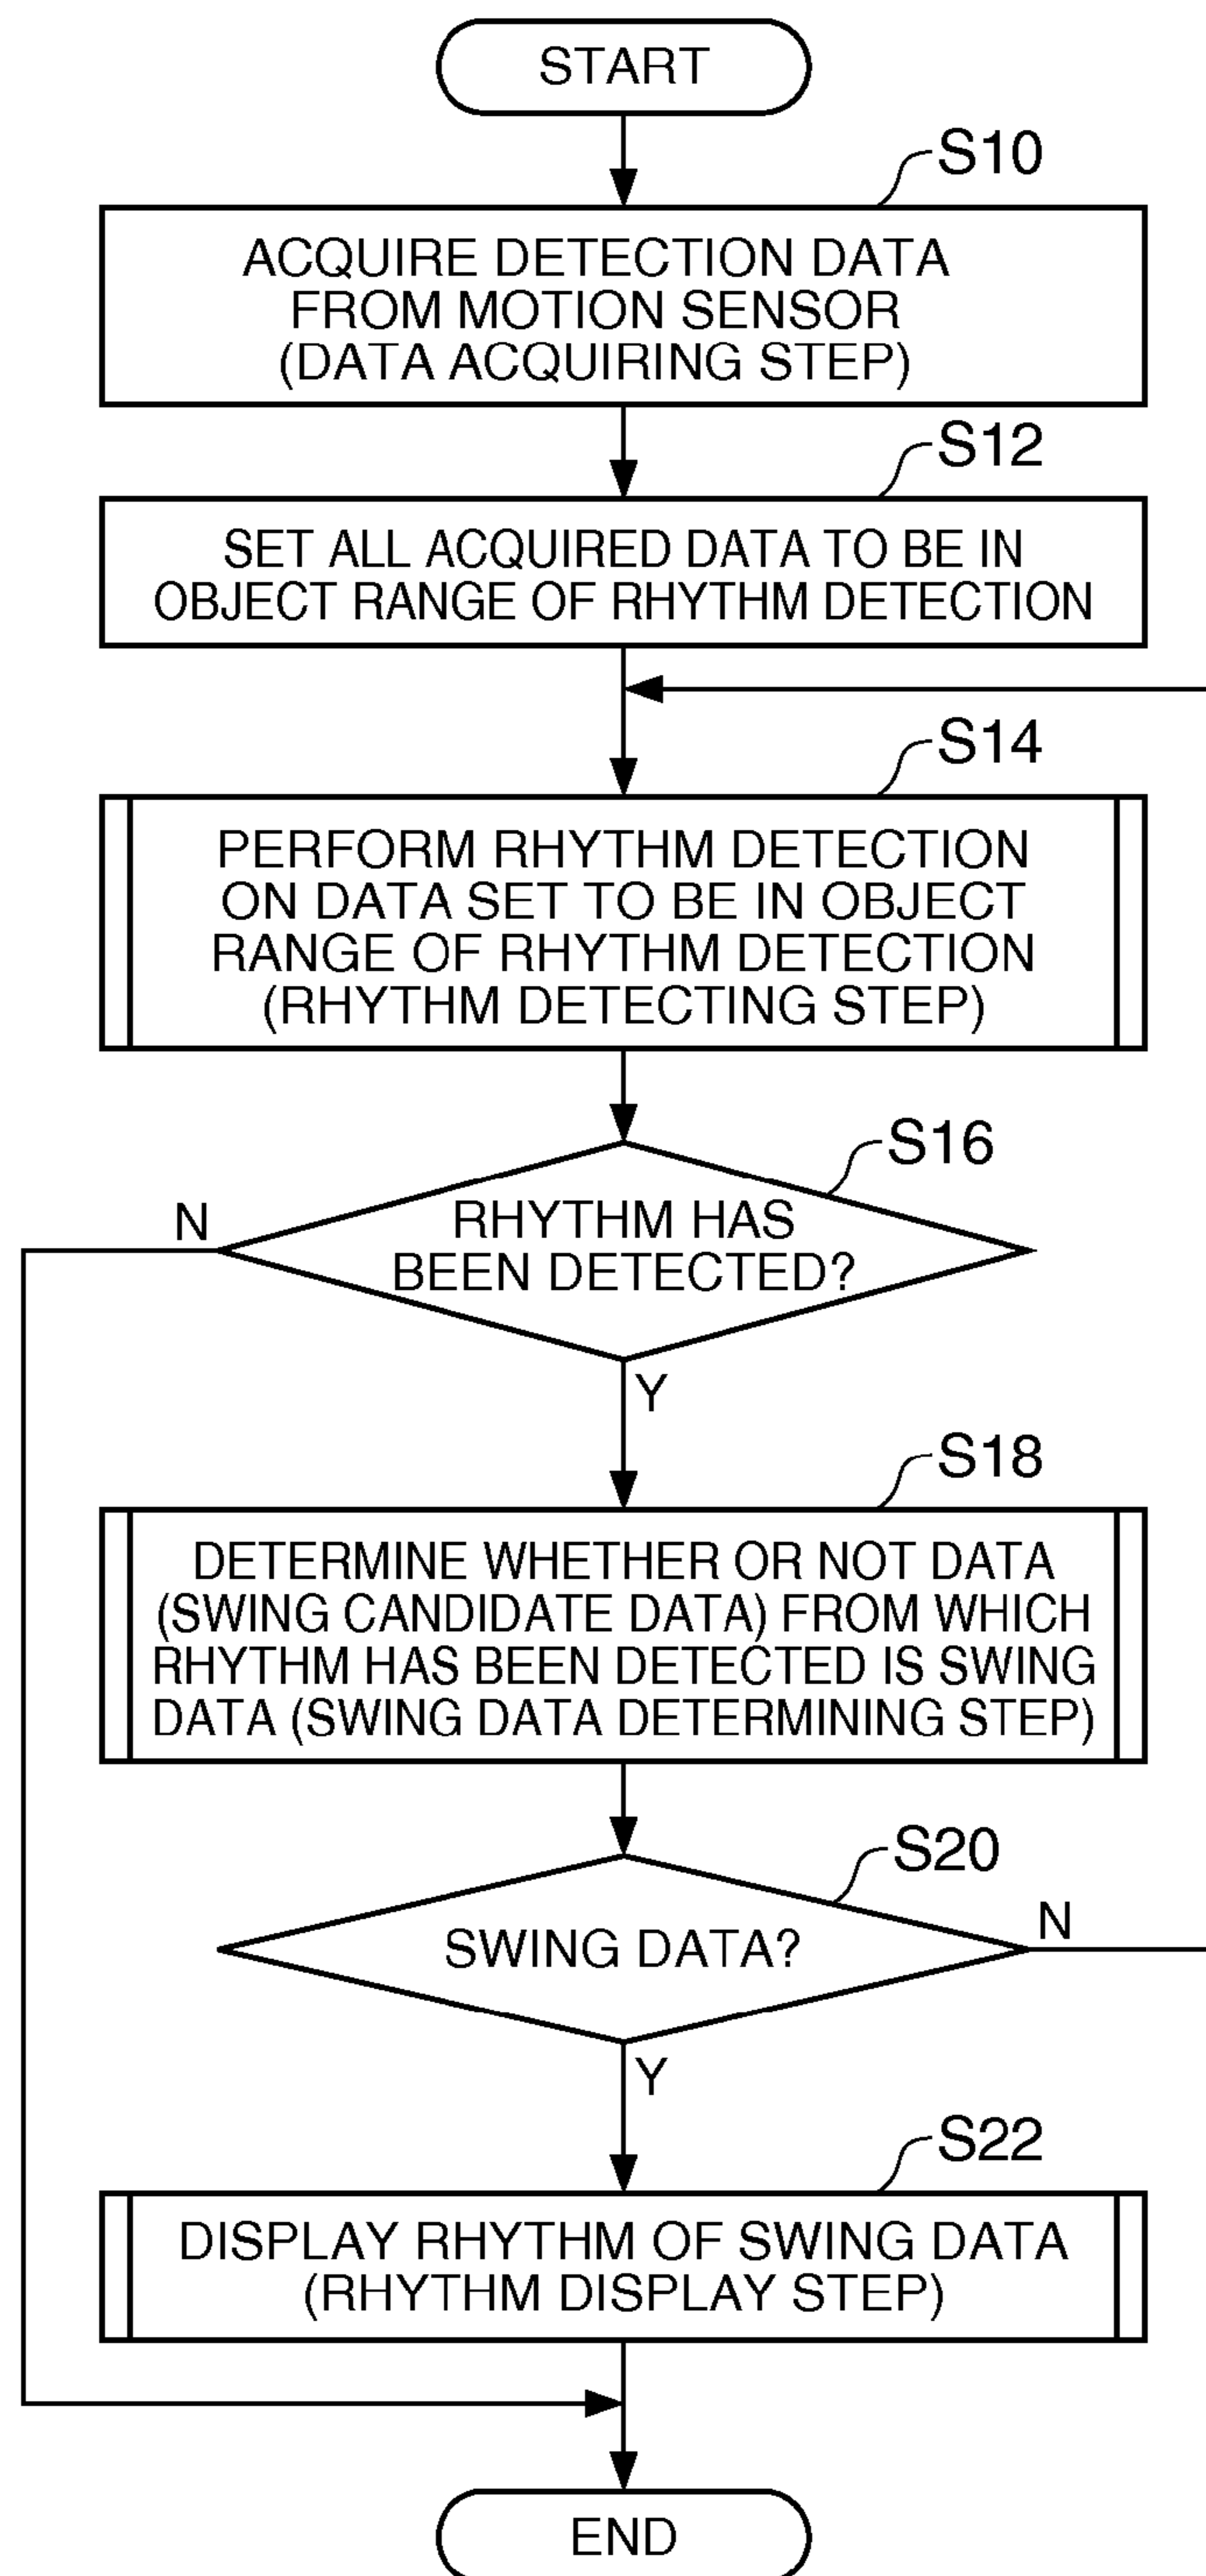 START
S10
ACQUIRE DETECTION DATA
FROM MOTION SENSOR
(DATA ACQUIRING STEP)
S12
SET ALL ACQUIRED DATA TO BE IN
OBJECT RANGE OF RHYTHM DETECTION
S14
PERFORM RHYTHM DETECTION
ON DATA SET TO BE IN OBJECT
RANGE OF RHYTHM DETECTION
(RHYTHM DETECTING STEP)
S16
N
RHYTHM HAS
BEEN DETECTED?
Y
S18
DETERMINE WHETHER OR NOT DATA
(SWING CANDIDATE DATA) FROM WHICH
RHYTHM HAS BEEN DETECTED IS SWING
DATA (SWING DATA DETERMINING STEP)
S20
N
SWING DATA?
Y
S22
DISPLAY RHYTHM OF SWING DATA
(RHYTHM DISPLAY STEP)
END